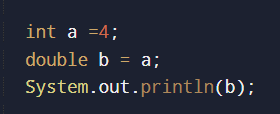 int a =4;
double b = a;
System.out.println(b);